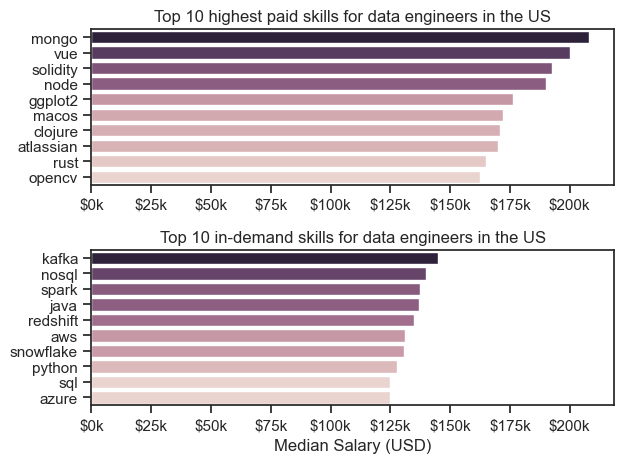 Top 10 highest paid skills for data engineers in the US
mongo
vue
solidity
node
ggplot2
macos
clojure
atlassian
rust
opencv
$0k $25k $50k $75k $100k $125k $150k $175k $200k
Top 10 in-demand skills for data engineers in the US
kafka
nosql
spark
java
redshift
aws
snowflake
python
sql
azure
$0k $25k $50k $75k $100k $125k $150k $175k $200k
Median Salary (USD)